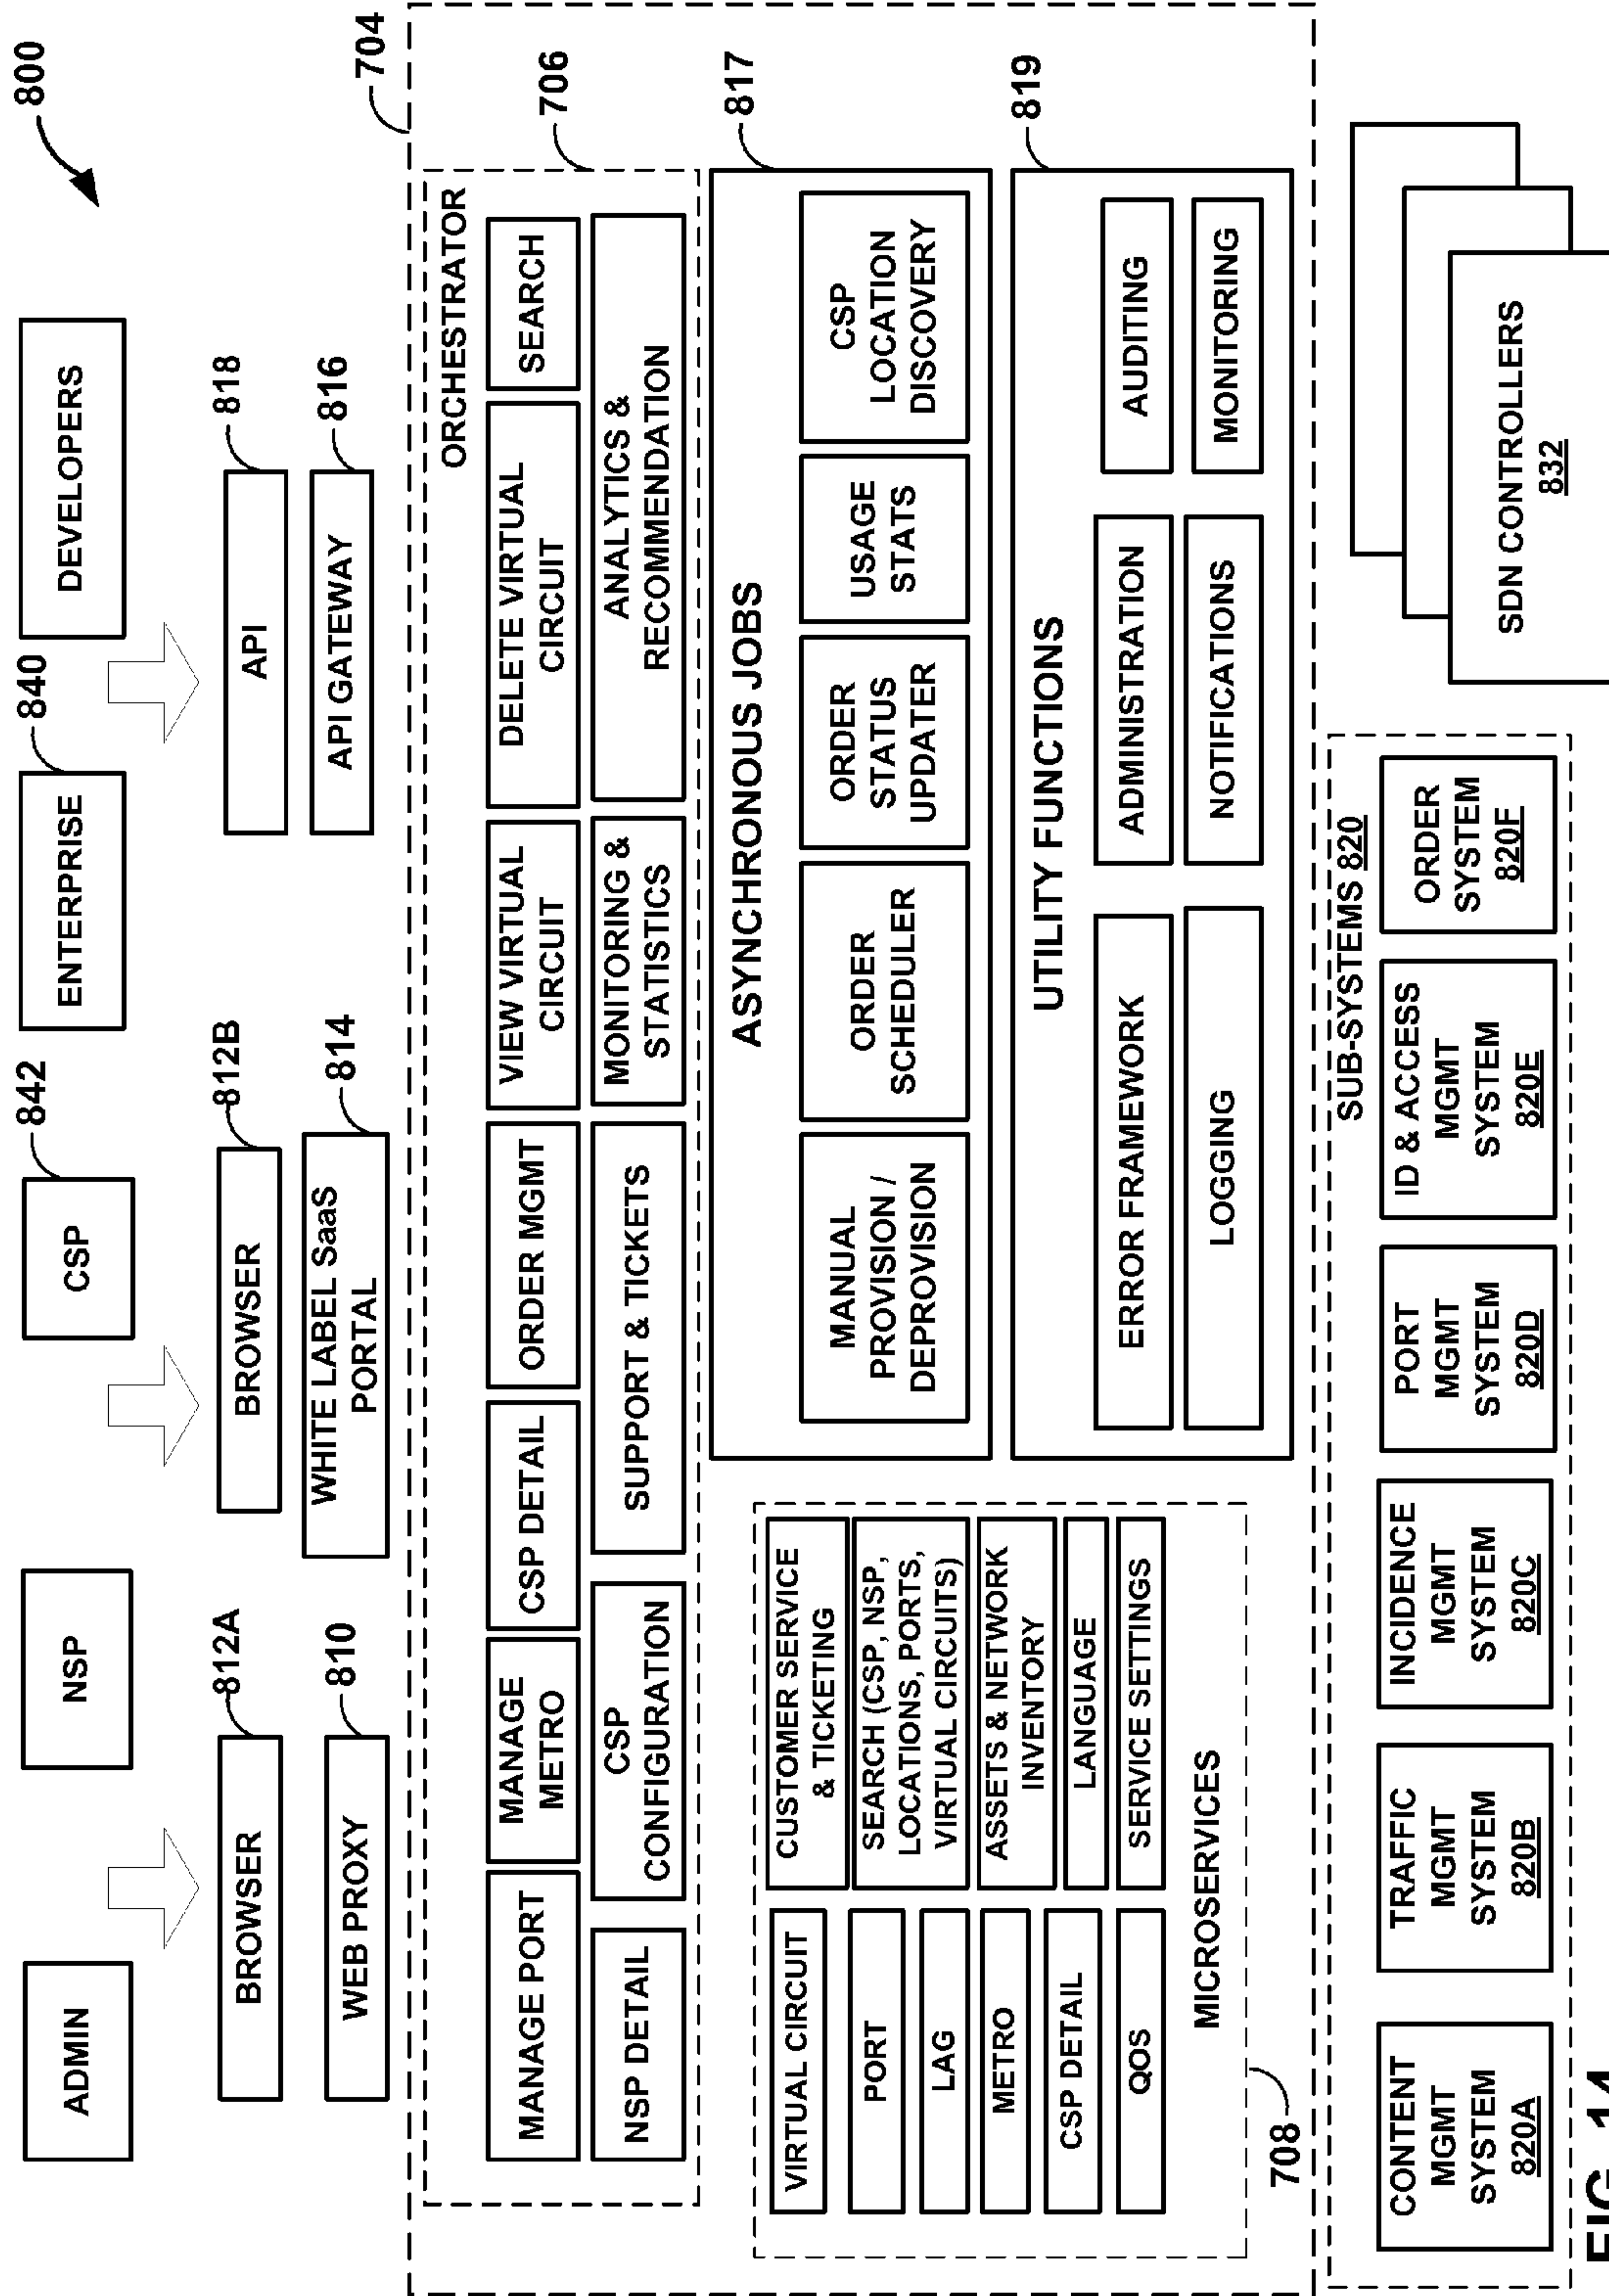 800
ADMIN
NSP
CSP
842
ENTERPRISE
840
DEVELOPERS
BROWSER
812A
WEB PROXY
810
BROWSER
812B
WHITE LABEL SaaS
PORTAL
814
API
818
API GATEWAY
816
704
ORCHESTRATOR
706
MANAGE PORT
MANAGE
METRO
CSP DETAIL
ORDER MGMT
VIEW VIRTUAL
CIRCUIT
DELETE VIRTUAL
CIRCUIT
SEARCH
NSP DETAIL
CSP
CONFIGURATION
SUPPORT & TICKETS
MONITORING &
STATISTICS
ANALYTICS &
RECOMMENDATION
VIRTUAL CIRCUIT
PORT
LAG
METRO
CSP DETAIL
QOS
CUSTOMER SERVICE
& TICKETING
SEARCH (CSP, NSP,
LOCATIONS, PORTS,
VIRTUAL CIRCUITS)
ASSETS & NETWORK
INVENTORY
LANGUAGE
SERVICE SETTINGS
MICROSERVICES
708
ASYNCHRONOUS JOBS
817
MANUAL
PROVISION /
DEPROVISION
ORDER
SCHEDULER
ORDER
STATUS
UPDATER
USAGE
STATS
CSP
LOCATION
DISCOVERY
UTILITY FUNCTIONS
819
ERROR FRAMEWORK
ADMINISTRATION
AUDITING
LOGGING
NOTIFICATIONS
MONITORING
SUB-SYSTEMS 820
CONTENT
MGMT
SYSTEM
820A
TRAFFIC
MGMT
SYSTEM
820B
INCIDENCE
MGMT
SYSTEM
820C
PORT
MGMT
SYSTEM
820D
ID & ACCESS
MGMT
SYSTEM
820E
ORDER
SYSTEM
820F
SDN CONTROLLERS
832
FIG. 14